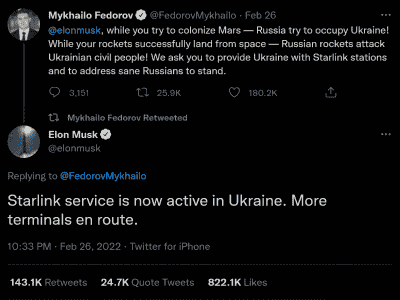 Mykhailo Fedorov @FedorovMykhailo · Feb 26
@elonmusk, while you try to colonize Mars — Russia try to occupy Ukraine!
While your rockets successfully land from space — Russian rockets attack
Ukrainian civil people! We ask you to provide Ukraine with Starlink stations
and to address sane Russians to stand.
3,151 25.9K 180.2K
Mykhailo Fedorov Retweeted
Elon Musk
@elonmusk
Replying to @FedorovMykhailo
Starlink service is now active in Ukraine. More
terminals en route.
10:33 PM · Feb 26, 2022 · Twitter for iPhone
143.1K Retweets 24.7K Quote Tweets 822.1K Likes